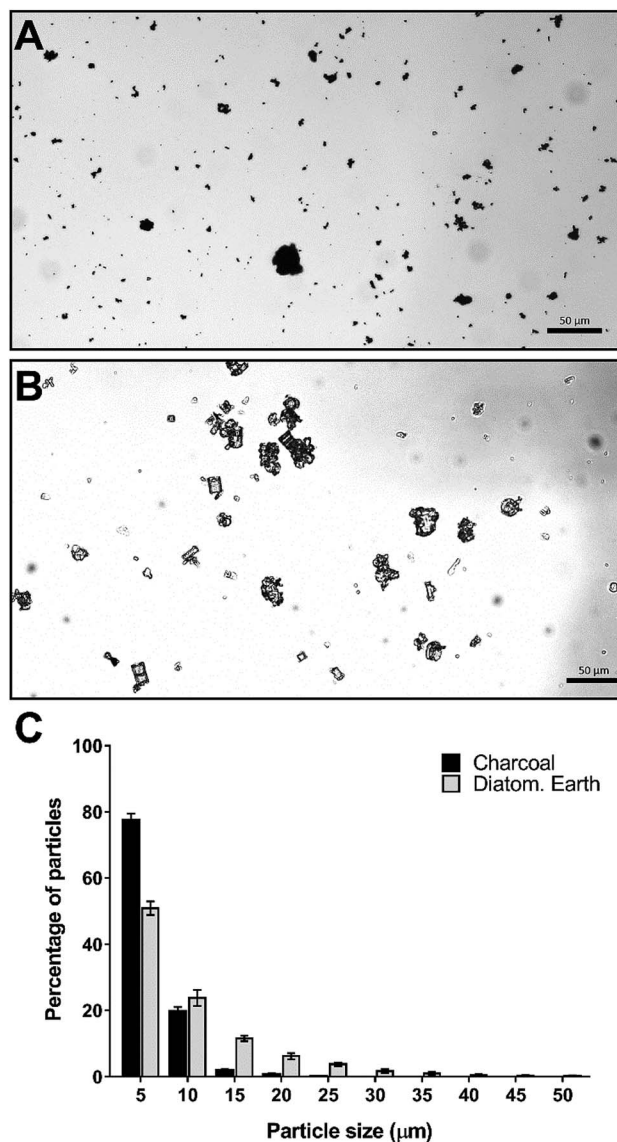 A
50 µm
B
50 µm
C
100
80
60
40
20
0
Percentage of particles
Charcoal
Diatom. Earth
5 10 15 20 25 30 35 40 45 50
Particle size (µm)